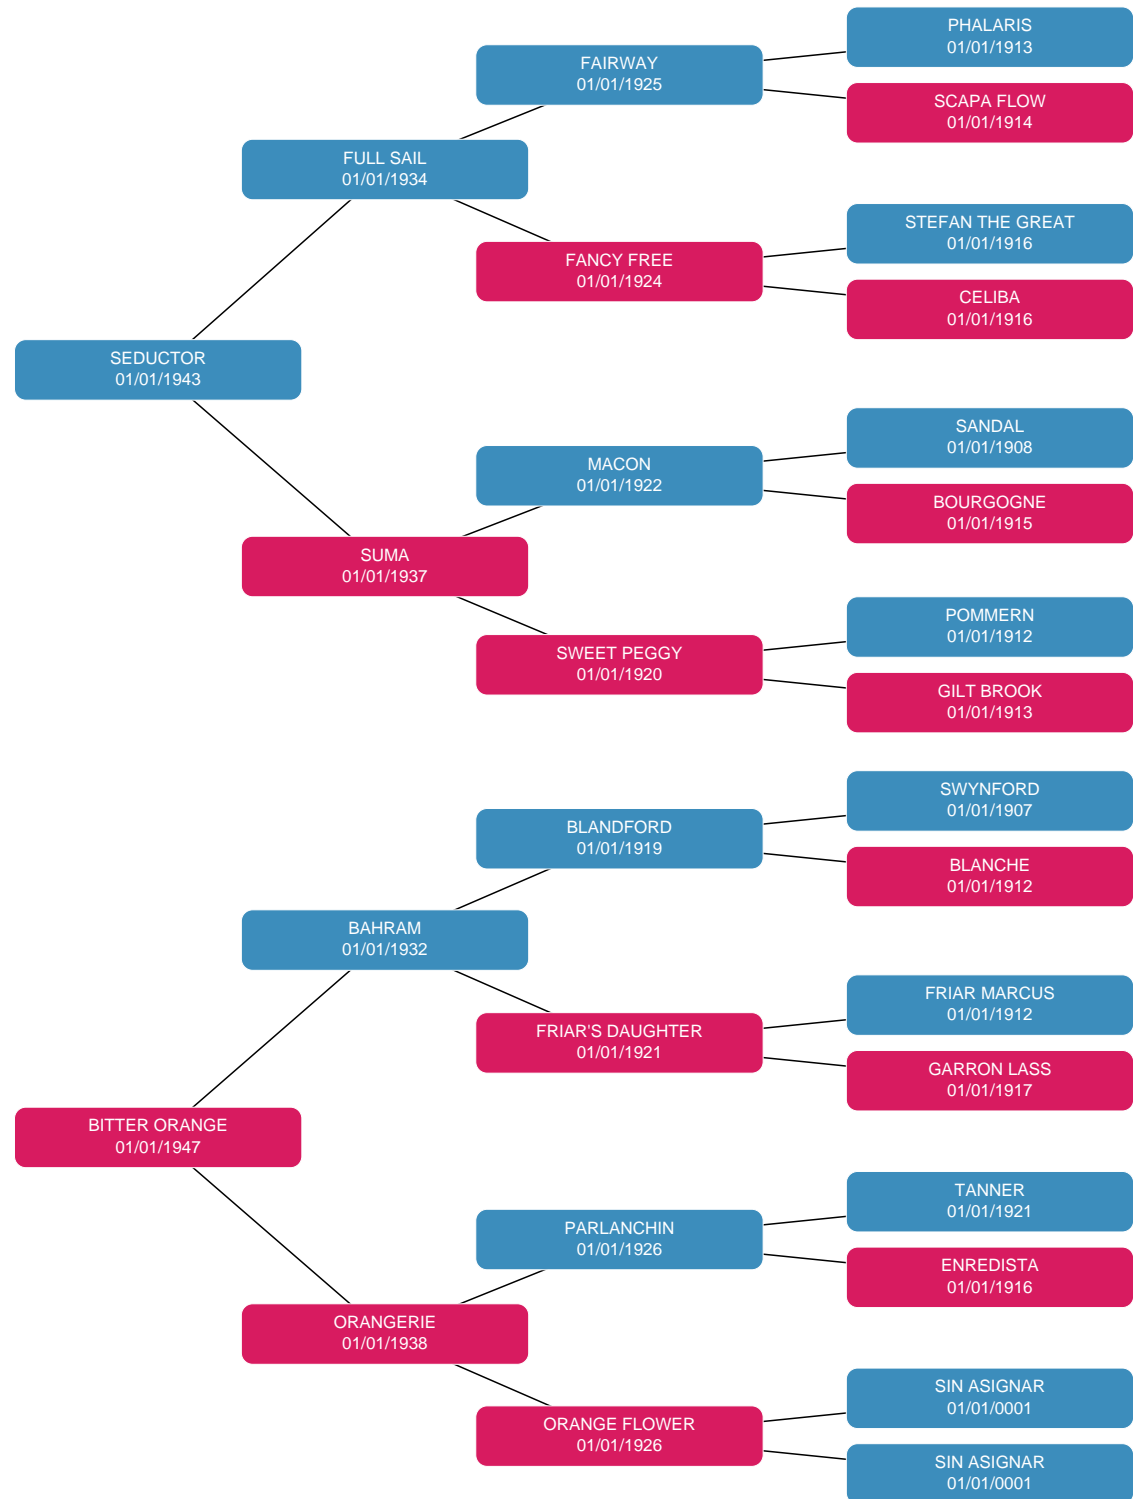 PHALARIS
01/01/1913
FAIRWAY
01/01/1925
SCAPA FLOW
01/01/1914
FULL SAIL
01/01/1934
STEFAN THE GREAT
01/01/1916
FANCY FREE
01/01/1924
CELIBA
01/01/1916
SEDUCTOR
01/01/1943
SANDAL
01/01/1908
MACON
01/01/1922
BOURGOGNE
01/01/1915
SUMA
01/01/1937
POMMERN
01/01/1912
SWEET PEGGY
01/01/1920
GILT BROOK
01/01/1913
SWYNFORD
01/01/1907
BLANDFORD
01/01/1919
BLANCHE
01/01/1912
BAHRAM
01/01/1932
FRIAR MARCUS
01/01/1912
FRIAR'S DAUGHTER
01/01/1921
GARRON LASS
01/01/1917
BITTER ORANGE
01/01/1947
TANNER
01/01/1921
PARLANCHIN
01/01/1926
ENREDISTA
01/01/1916
ORANGERIE
01/01/1938
SIN ASIGNAR
01/01/0001
ORANGE FLOWER
01/01/1926
SIN ASIGNAR
01/01/0001